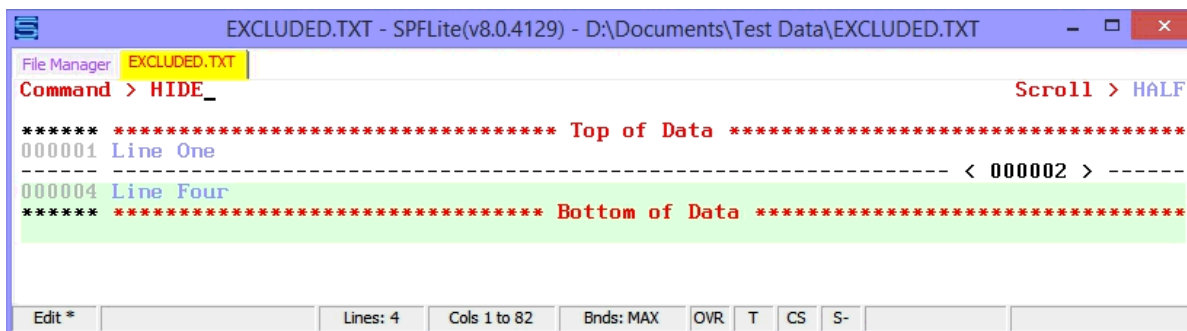 EXCLUDED.TXT - SPFLite(v8.0.4129) - D:\Documents\Test Data\EXCLUDED.TXT
File Manager EXCLUDED.TXT
Command > HIDE_ Scroll > HALF
****** ********************************** Top of Data ***********************************
000001 Line One
------ ---------------------------------------------------------------- < 000002 > ------
000004 Line Four
****** ********************************* Bottom of Data *********************************
Edit * Lines: 4 Cols 1 to 82 Bnds: MAX OVR T CS S-